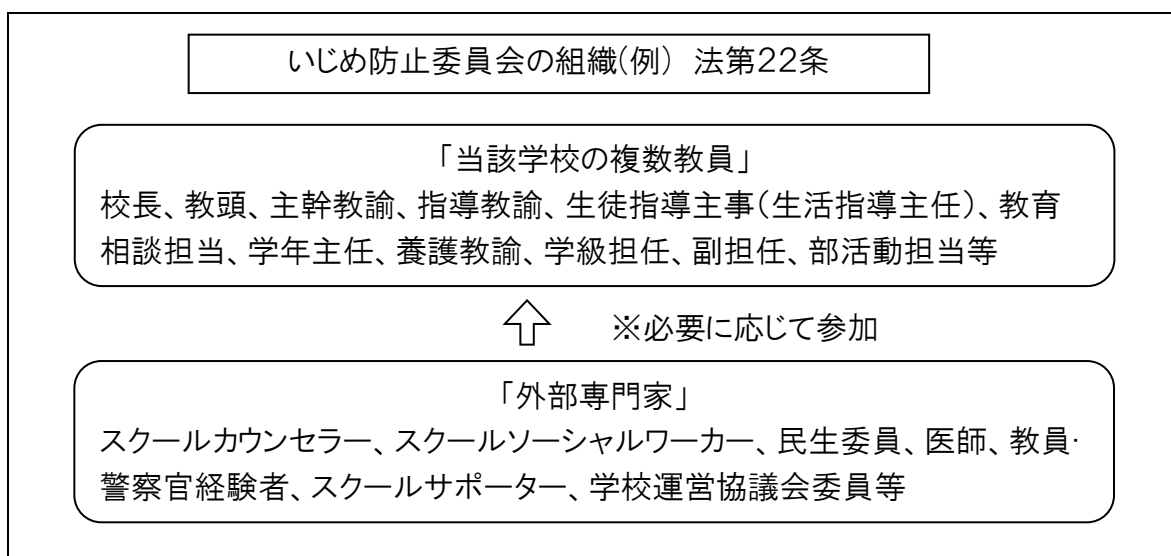 いじめ防止委員会の組織(例) 法第22条
「当該学校の複数教員」
校長、教頭、主幹教諭、指導教諭、生徒指導主事(生活指導主任)、教育
相談担当、学年主任、養護教諭、学級担任、副担任、部活動担当等
※必要に応じて参加
「外部専門家」
スクールカウンセラー、スクールソーシャルワーカー、民生委員、医師、教員・
警察官経験者、スクールサポーター、学校運営協議会委員等